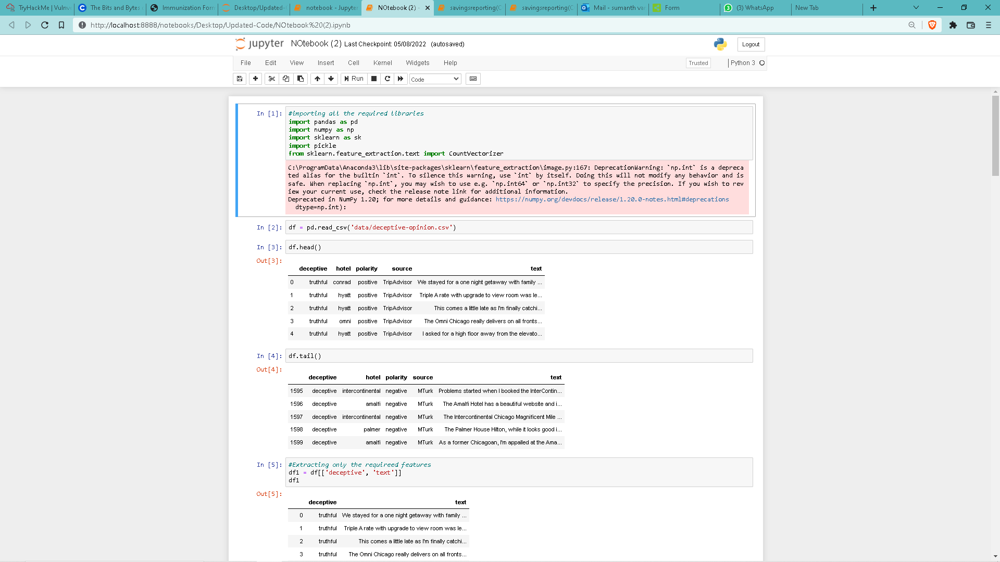 TryHackMe | Vulnv
The Bits and Bytes
Immunization Form
Desktop/Updated-
notebook - Jupyter
NOtebook (2) -
savingsreporting(C
savingsreporting(C
Mail - sumanth var
Form
(3) WhatsApp
New Tab
http://localhost:8888/notebooks/Desktop/Updated-Code/NOtebook%20(2).ipynb
jupyter NOtebook (2) Last Checkpoint: 05/08/2022 (autosaved)
Logout
File Edit View Insert Cell Kernel Widgets Help
Trusted
Python 3
Run
Code
In [1]: #importing all the required libraries
import pandas as pd
import numpy as np
import sklearn as sk
import pickle
from sklearn.feature_extraction.text import CountVectorizer
C:\ProgramData\Anaconda3\lib\site-packages\sklearn\feature_extraction\image.py:167: DeprecationWarning: `np.int` is a depreca
ted alias for the builtin `int`. To silence this warning, use `int` by itself. Doing this will not modify any behavior and is
safe. When replacing `np.int`, you may wish to use e.g. `np.int64` or `np.int32` to specify the precision. If you wish to rev
iew your current use, check the release note link for additional information.
Deprecated in NumPy 1.20; for more details and guidance: https://numpy.org/devdocs/release/1.20.0-notes.html#deprecations
dtype=np.int):
In [2]: df = pd.read_csv('data/deceptive-opinion.csv')
In [3]: df.head()
Out[3]:
deceptive hotel polarity source text
0 truthful conrad positive TripAdvisor We stayed for a one night getaway with family ...
1 truthful hyatt positive TripAdvisor Triple A rate with upgrade to view room was le...
2 truthful hyatt positive TripAdvisor This comes a little late as I'm finally catchi...
3 truthful omni positive TripAdvisor The Omni Chicago really delivers on all fronts...
4 truthful hyatt positive TripAdvisor I asked for a high floor away from the elevato...
In [4]: df.tail()
Out[4]:
deceptive hotel polarity source text
1595 deceptive intercontinental negative MTurk Problems started when I booked the InterContin...
1596 deceptive amalfi negative MTurk The Amalfi Hotel has a beautiful website and i...
1597 deceptive intercontinental negative MTurk The Intercontinental Chicago Magnificent Mile ...
1598 deceptive palmer negative MTurk The Palmer House Hilton, while it looks good i...
1599 deceptive amalfi negative MTurk As a former Chicagoan, I'm appalled at the Ama...
In [5]: #Extracting only the requireed features
df1 = df[['deceptive', 'text']]
df1
Out[5]:
deceptive text
0 truthful We stayed for a one night getaway with family ...
1 truthful Triple A rate with upgrade to view room was le...
2 truthful This comes a little late as I'm finally catchi...
3 truthful The Omni Chicago really delivers on all fronts...